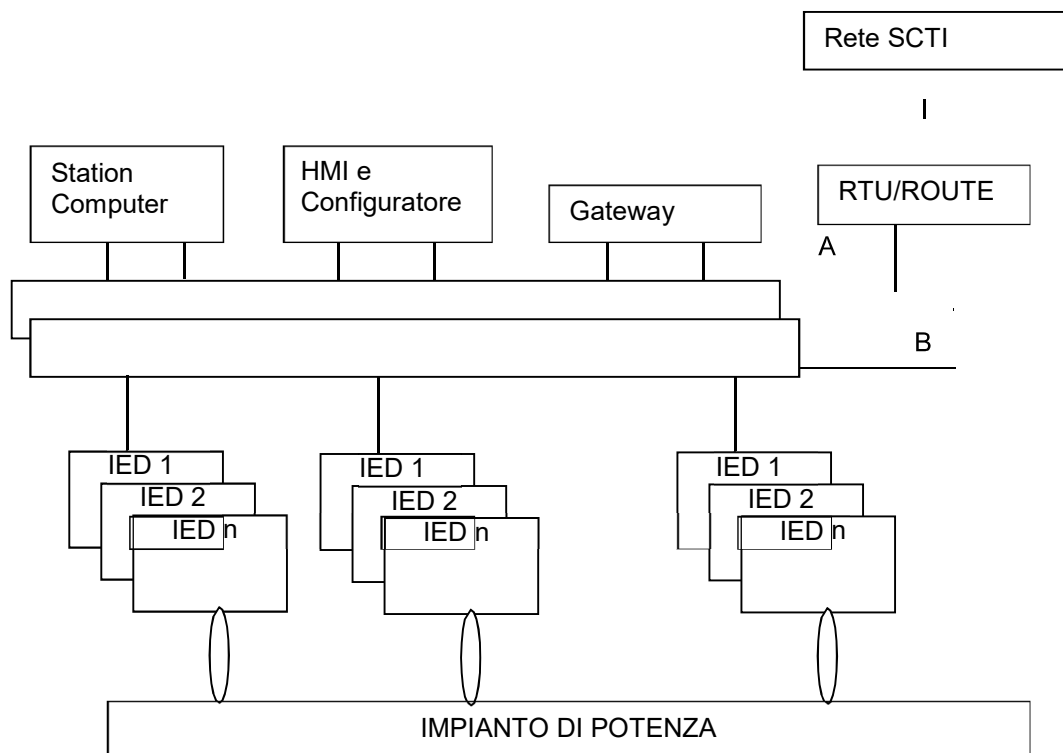 Rete SCTI
Station
Computer
HMI e
Configuratore
Gateway
RTU/ROUTE
A
B
IED 1
IED 2
IED n
IED 1
IED 2
IED n
IED 1
IED 2
IED n
IMPIANTO DI POTENZA